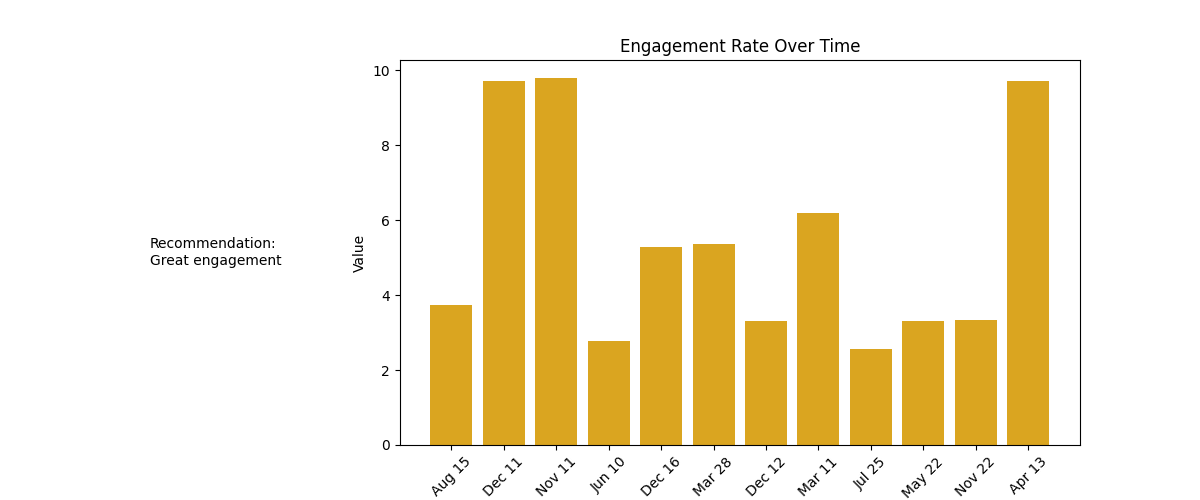 Engagement Rate Over Time
Recommendation:
Great engagement
Value
10
8
6
4
2
0
Aug 15
Dec 11
Nov 11
Jun 10
Dec 16
Mar 28
Dec 12
Mar 11
Jul 25
May 22
Nov 22
Apr 13